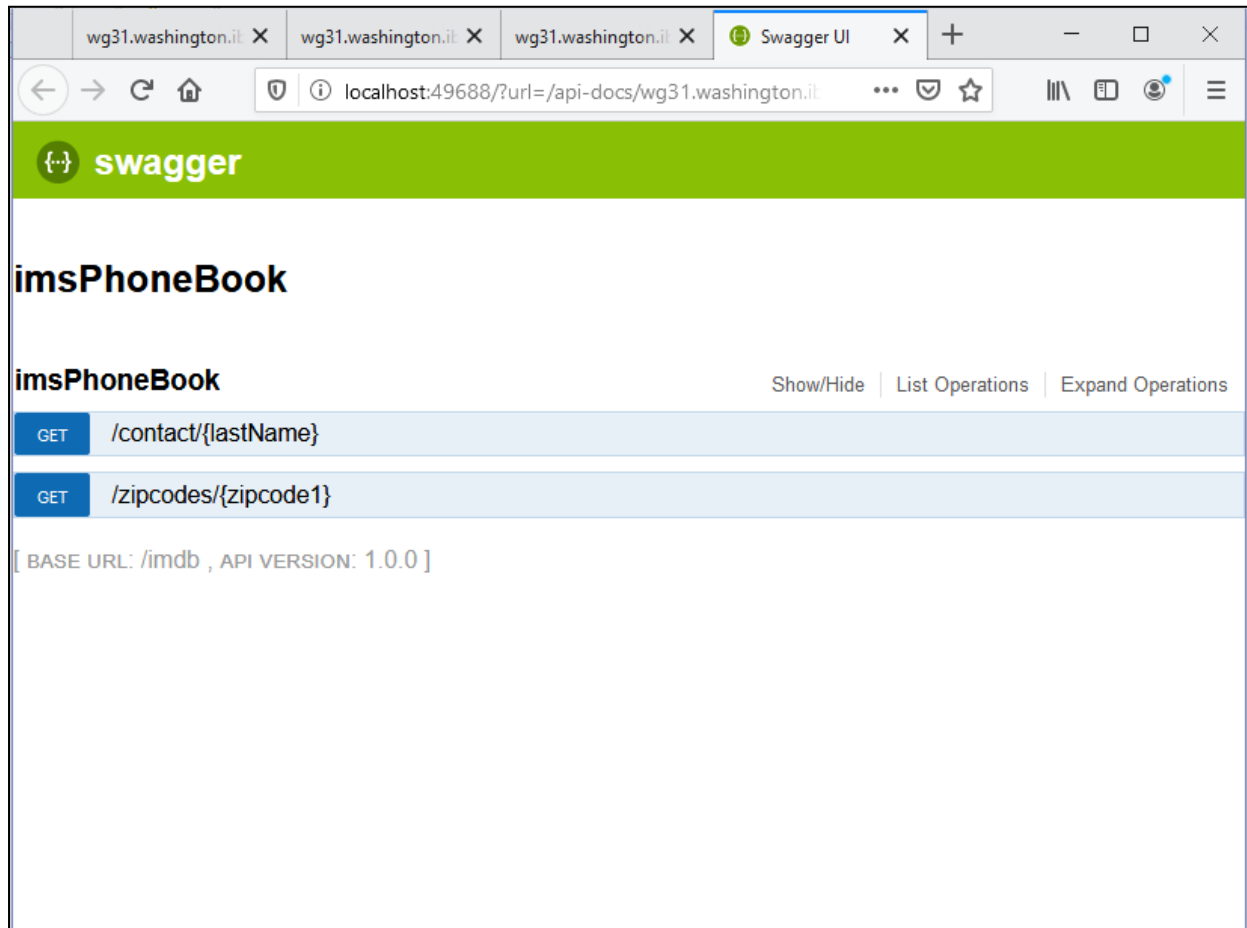 wg31.washington.ib wg31.washington.ib wg31.washington.il Swagger UI
localhost:49688/?url=/api-docs/wg31.washington.ib
{···} swagger
imsPhoneBook
imsPhoneBook Show/Hide List Operations Expand Operations
GET /contact/{lastName}
GET /zipcodes/{zipcode1}
[ BASE URL: /imdb , API VERSION: 1.0.0 ]